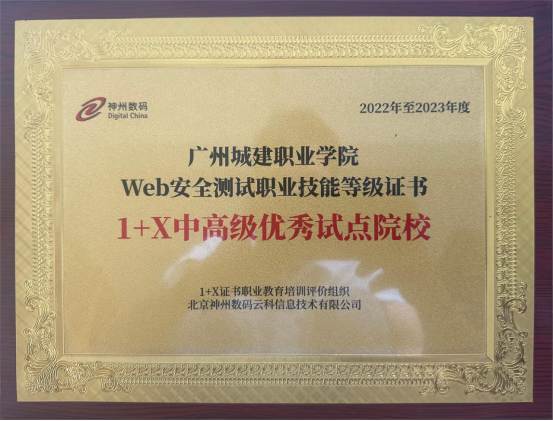 神州数码
Digital China
2022年至2023年度
广州城建职业学院
Web安全测试职业技能等级证书
1+X中高级优秀试点院校
1+X证书职业教育培训评价组织
北京神州数码云科信息技术有限公司